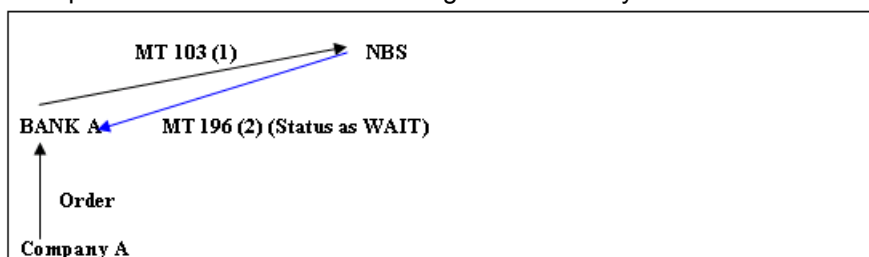 MT 103 (1)
NBS
BANK A
MT 196 (2) (Status as WAIT)
Order
Company A